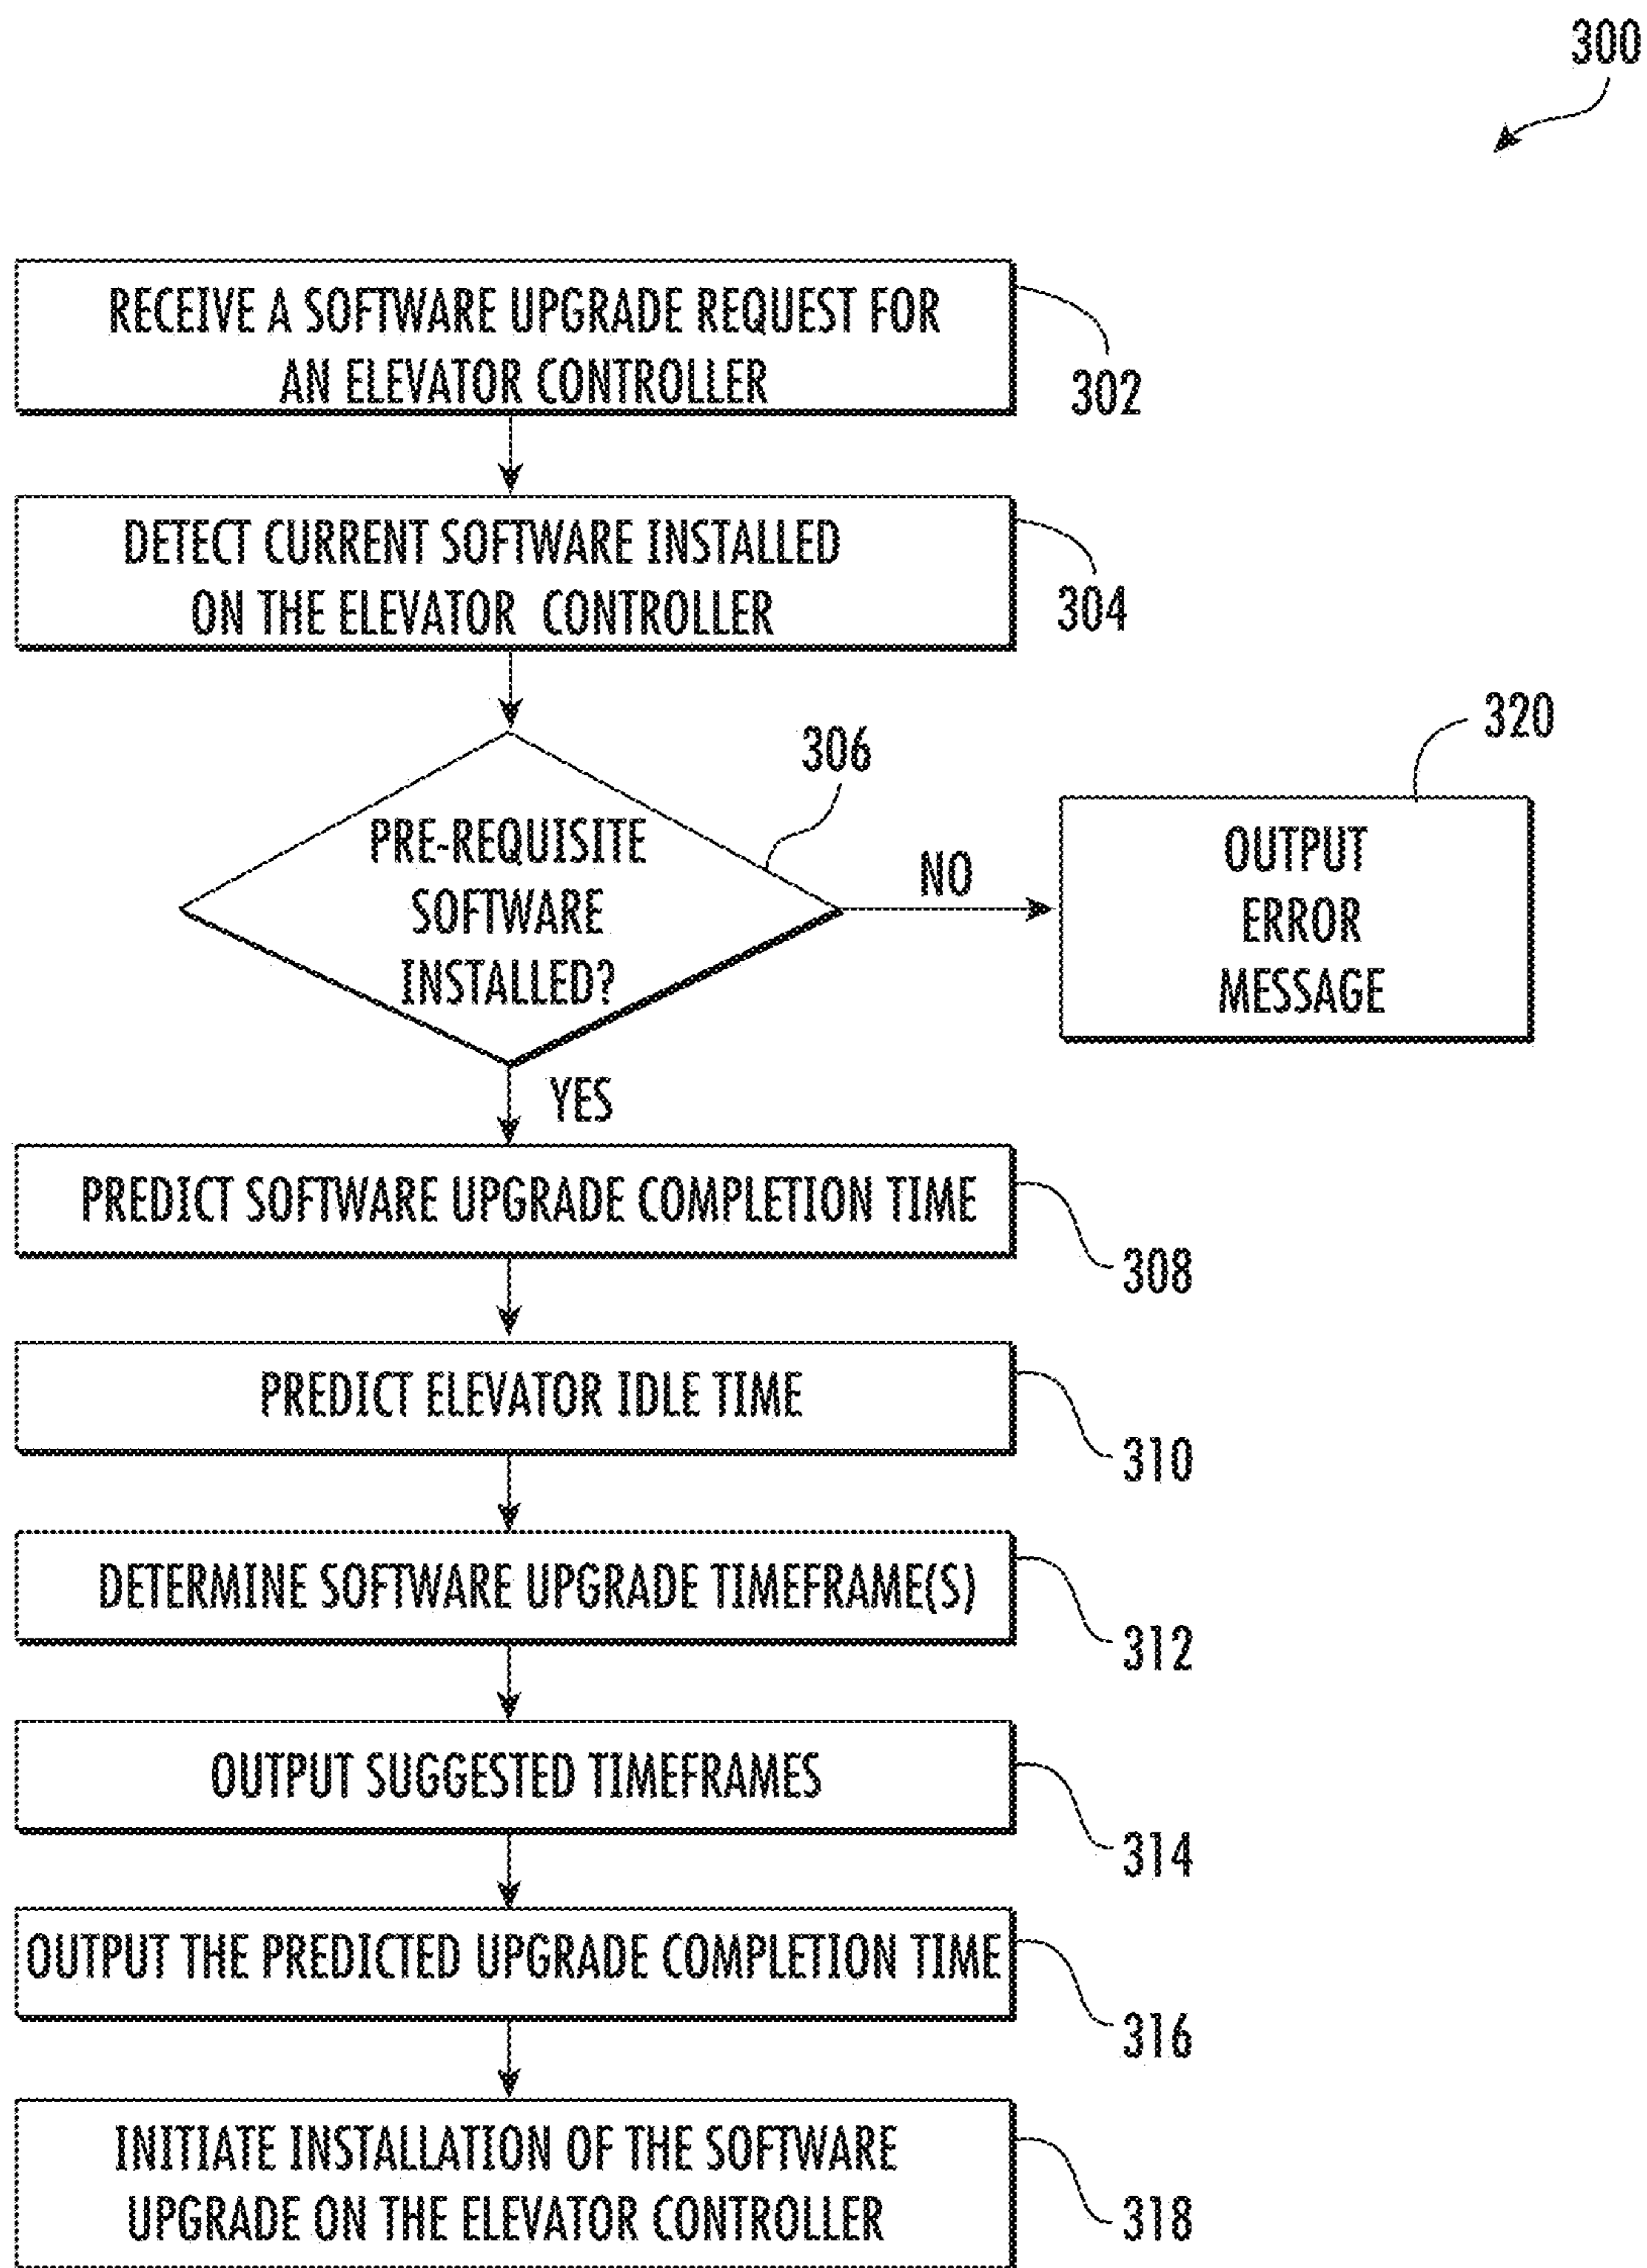 300
RECEIVE A SOFTWARE UPGRADE REQUEST FOR
AN ELEVATOR CONTROLLER
302
DETECT CURRENT SOFTWARE INSTALLED
ON THE ELEVATOR CONTROLLER
304
306
PRE-REQUISITE
SOFTWARE
INSTALLED?
NO
320
OUTPUT
ERROR
MESSAGE
YES
PREDICT SOFTWARE UPGRADE COMPLETION TIME
308
PREDICT ELEVATOR IDLE TIME
310
DETERMINE SOFTWARE UPGRADE TIMEFRAME(S)
312
OUTPUT SUGGESTED TIMEFRAMES
314
OUTPUT THE PREDICTED UPGRADE COMPLETION TIME
316
INITIATE INSTALLATION OF THE SOFTWARE
UPGRADE ON THE ELEVATOR CONTROLLER
318